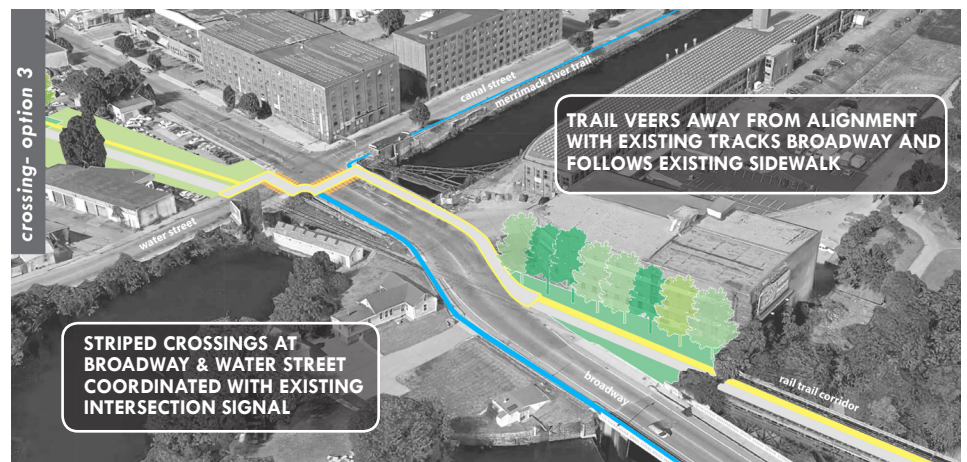 crossing- option 3
canal street
merrimack river trail
TRAIL VEERS AWAY FROM ALIGNMENT
WITH EXISTING TRACKS BROADWAY AND
FOLLOWS EXISTING SIDEWALK
water street
STRIPED CROSSINGS AT
BROADWAY & WATER STREET
COORDINATED WITH EXISTING
INTERSECTION SIGNAL
broadway
rail trail corridor